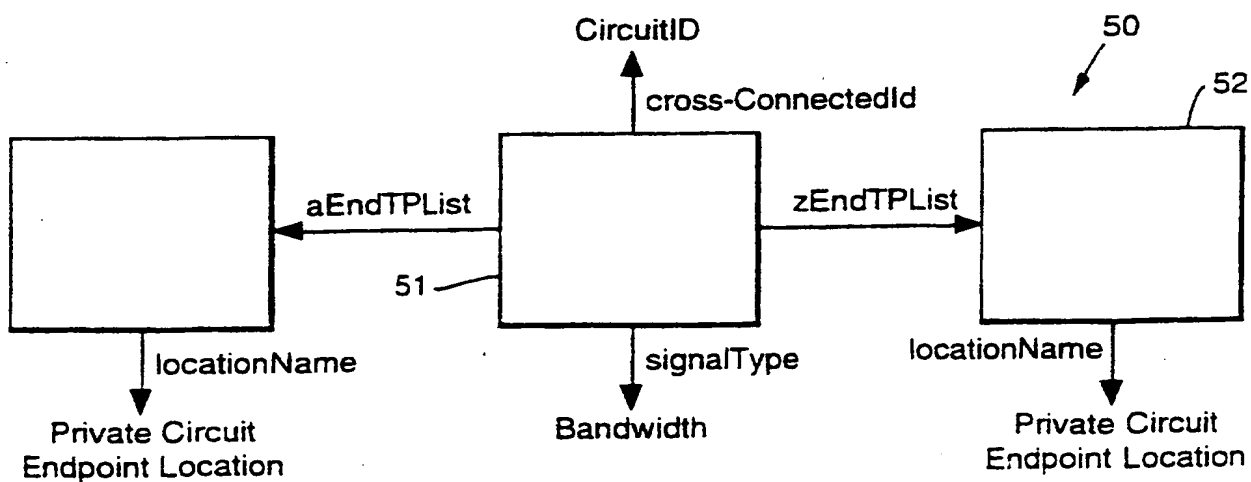 CircuitID
50
cross-ConnectedId
52
aEndTPList
zEndTPList
51
locationName
signalType
locationName
Private Circuit
Endpoint Location
Bandwidth
Private Circuit
Endpoint Location